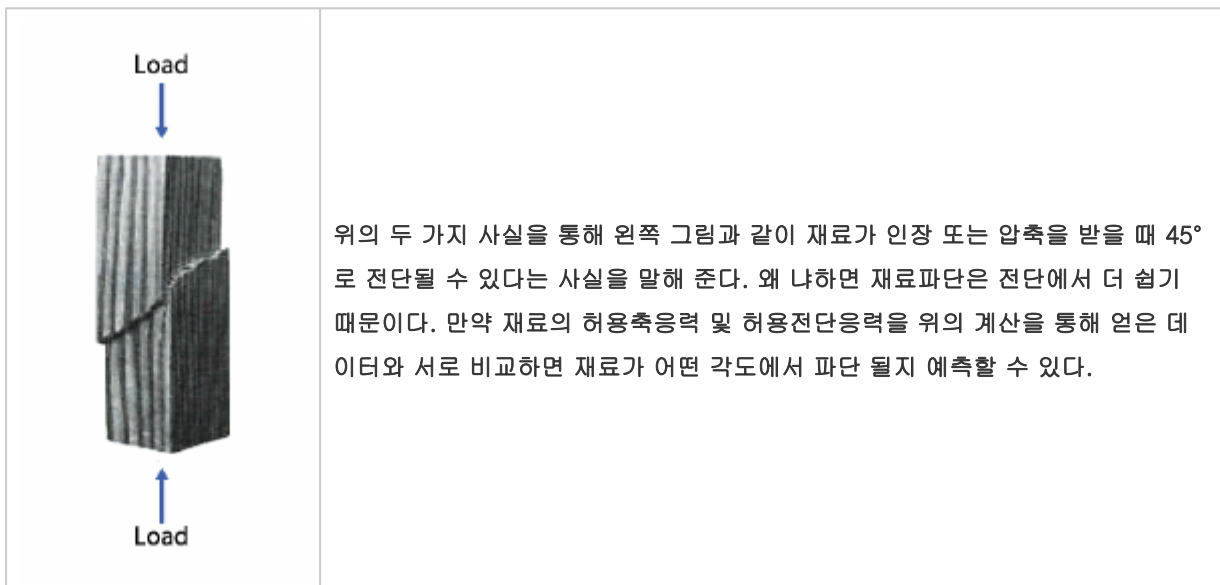 Load
위의 두 가지 사실을 통해 왼쪽 그림과 같이 재료가 인장 또는 압축을 받을 때 45°
로 전단될 수 있다는 사실을 말해 준다. 왜 냐하면 재료파단은 전단에서 더 쉽기
때문이다. 만약 재료의 허용축응력 및 허용전단응력을 위의 계산을 통해 얻은 데
이터와 서로 비교하면 재료가 어떤 각도에서 파단 될지 예측할 수 있다.
Load